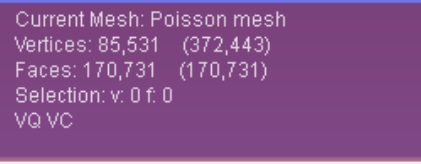 Current Mesh: Poisson mesh
Vertices: 85,531 (372,443)
Faces: 170,731 (170,731)
Selection: v: 0 f: 0
VQ VC